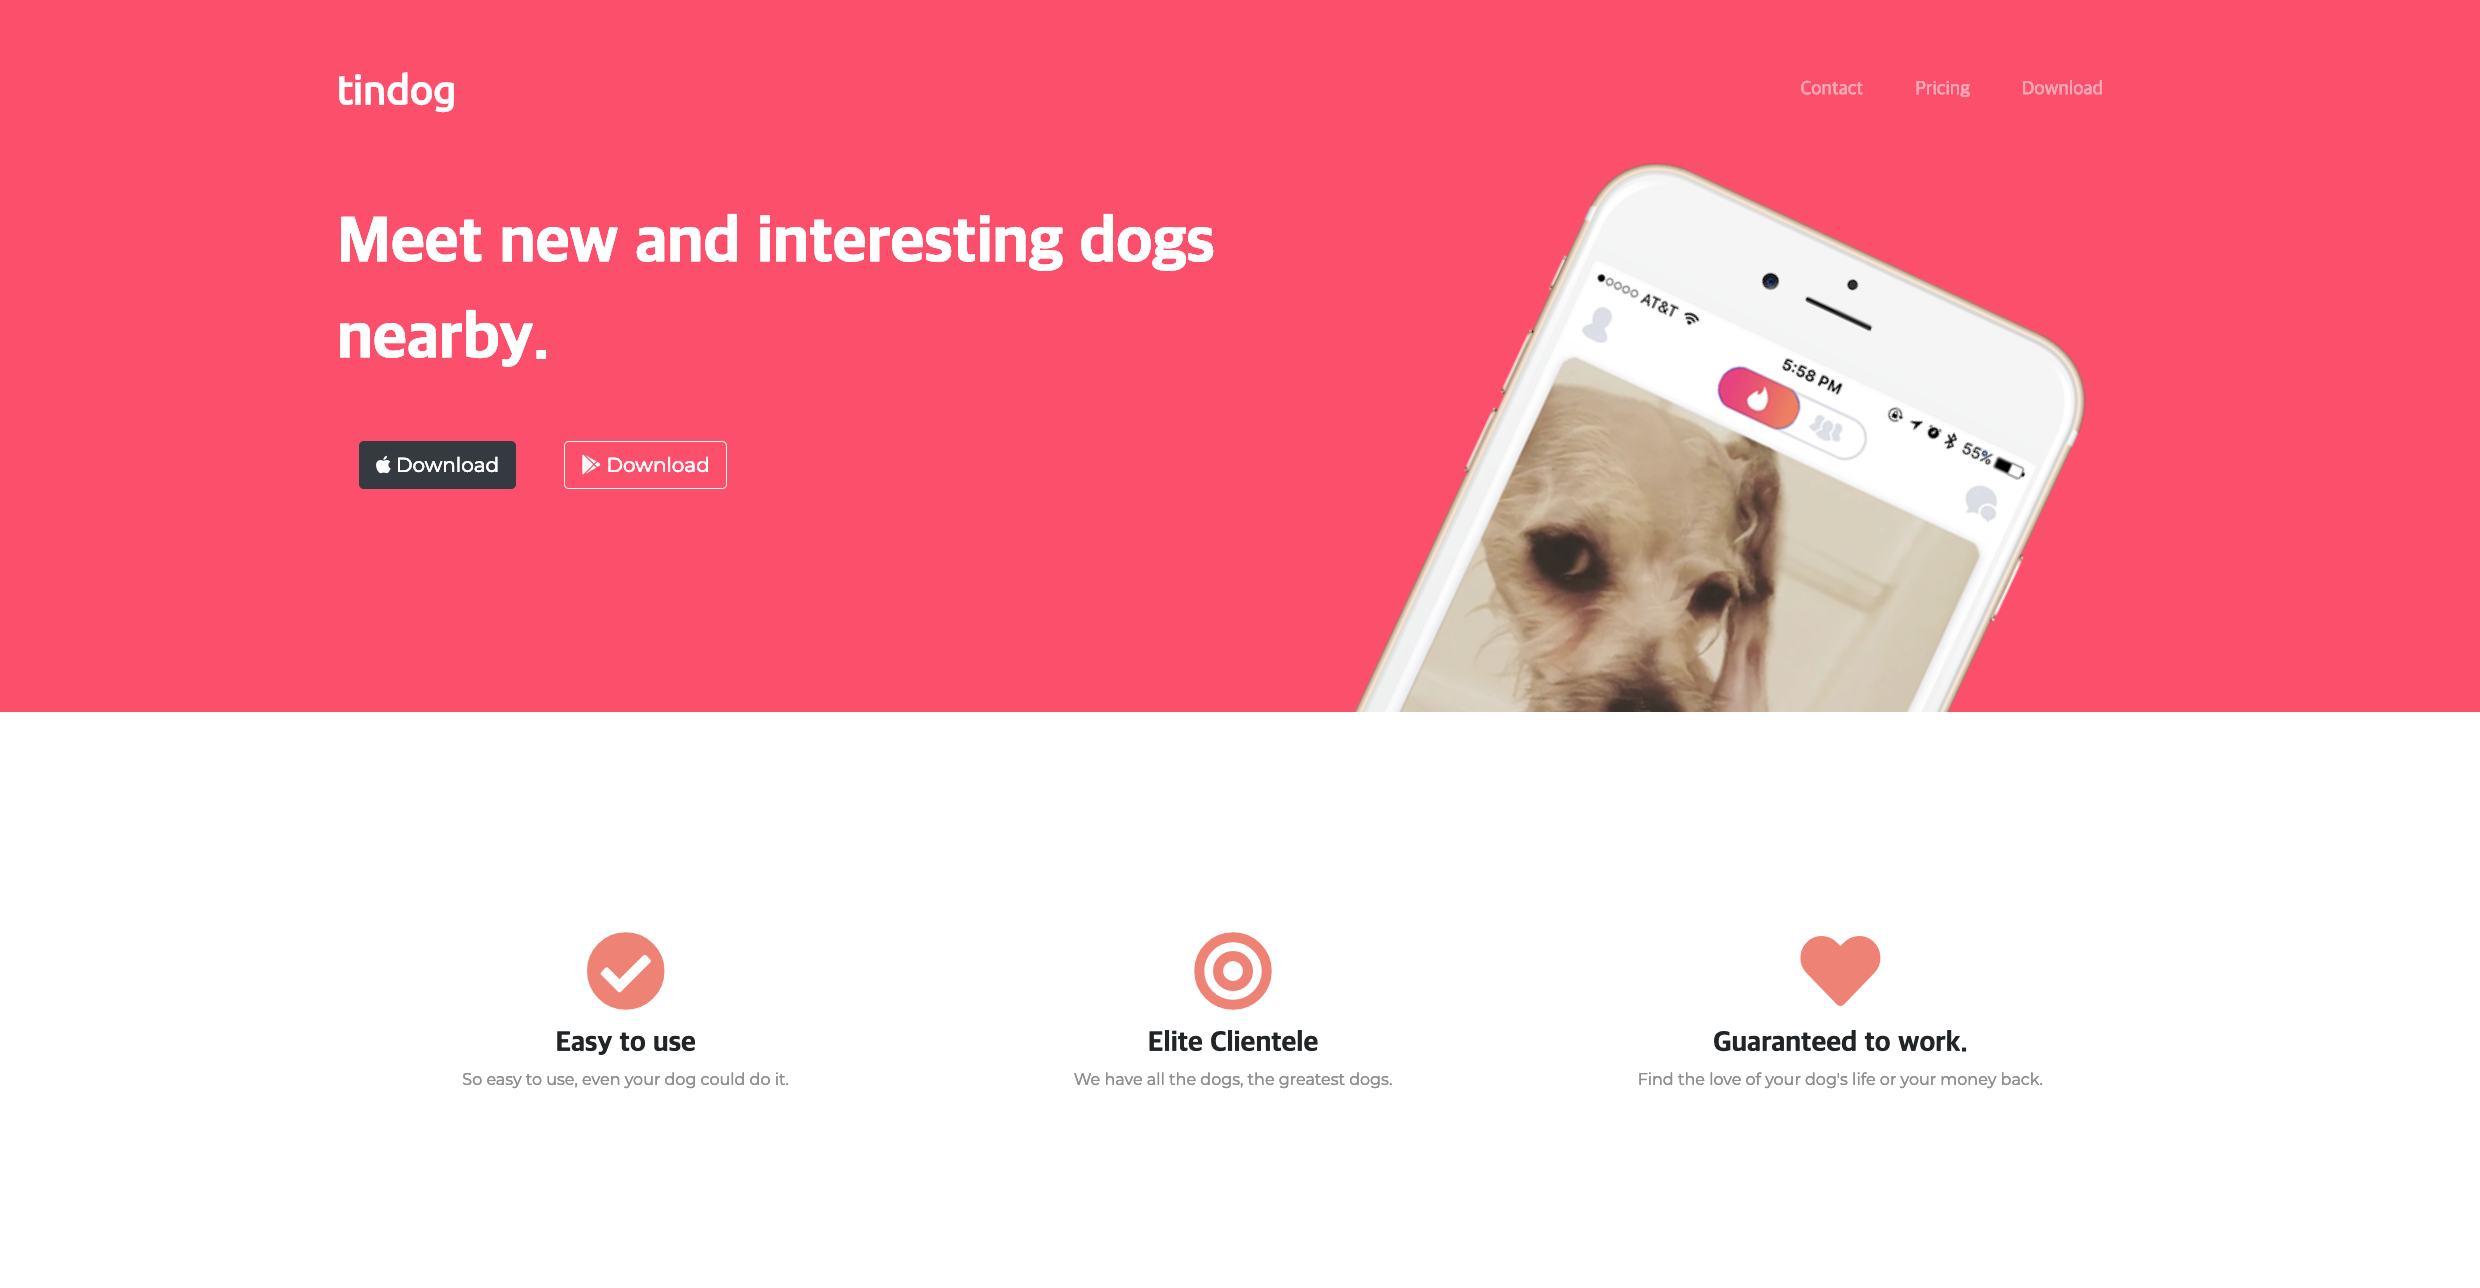 tindog
Contact Pricing Download
Meet new and interesting dogs
nearby.
Download Download
AT&T
5:58 PM
55%
Easy to use
So easy to use, even your dog could do it.
Elite Clientele
We have all the dogs, the greatest dogs.
Guaranteed to work.
Find the love of your dog's life or your money back.